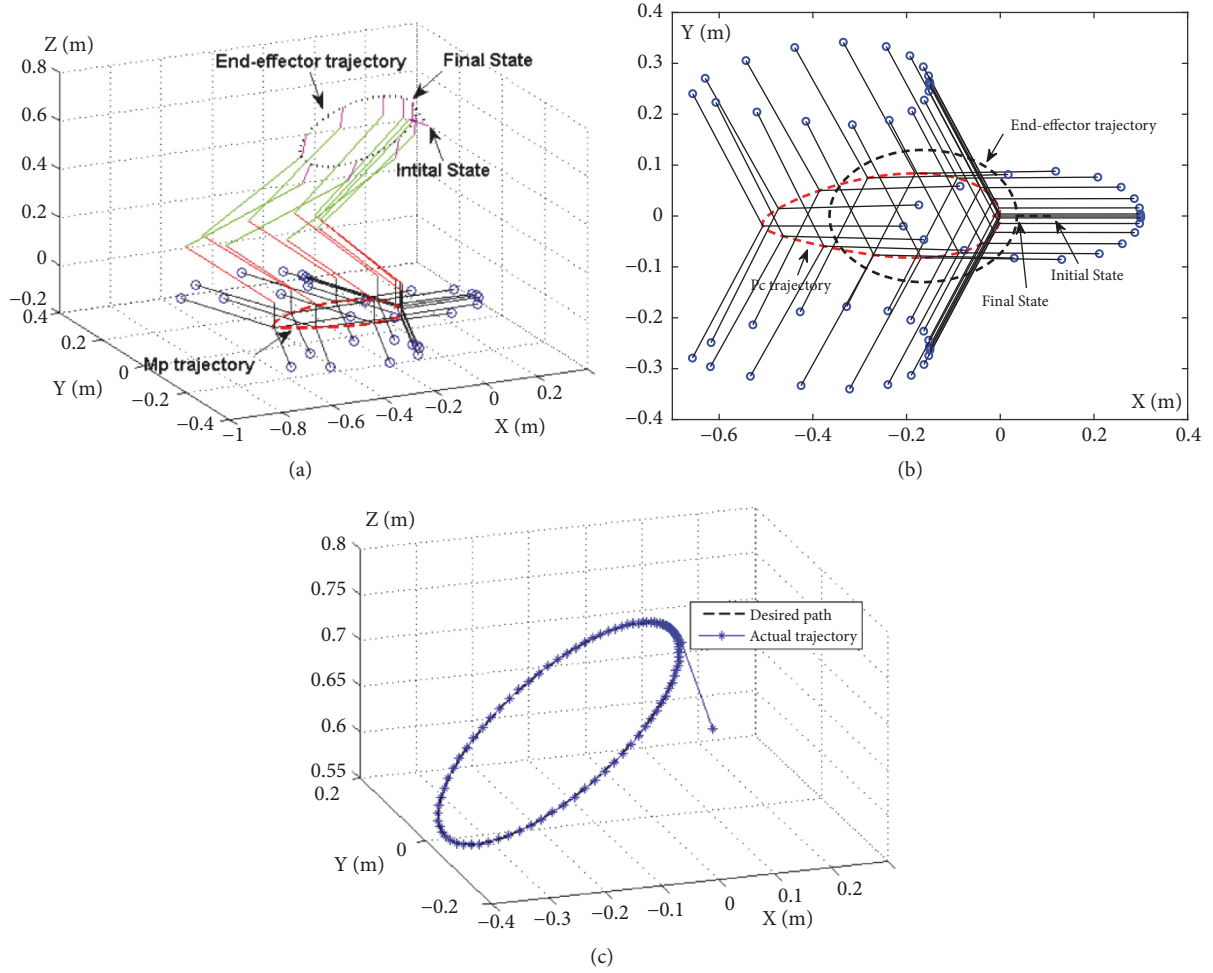 Z (m)
0.8
0.6
0.4
0.2
0
−0.2
0.4
0.2
0
−0.2
−0.4
Y (m)
−1
−0.8
−0.6
−0.4
−0.2
0
0.2
X (m)
End-effector trajectory
Final State
Intital State
Mp trajectory
(a)
0.4
0.3
0.2
0.1
0
−0.1
−0.2
−0.3
−0.4
Y (m)
End-effector trajectory
Pc trajectory
Initial State
Final State
X (m)
−0.6
−0.4
−0.2
0
0.2
0.4
(b)
Z (m)
0.8
0.75
0.7
0.65
0.6
0.55
0.2
0
−0.2
Y (m)
−0.4
−0.3
−0.2
−0.1
0
0.1
0.2
X (m)
Desired path
Actual trajectory
(c)